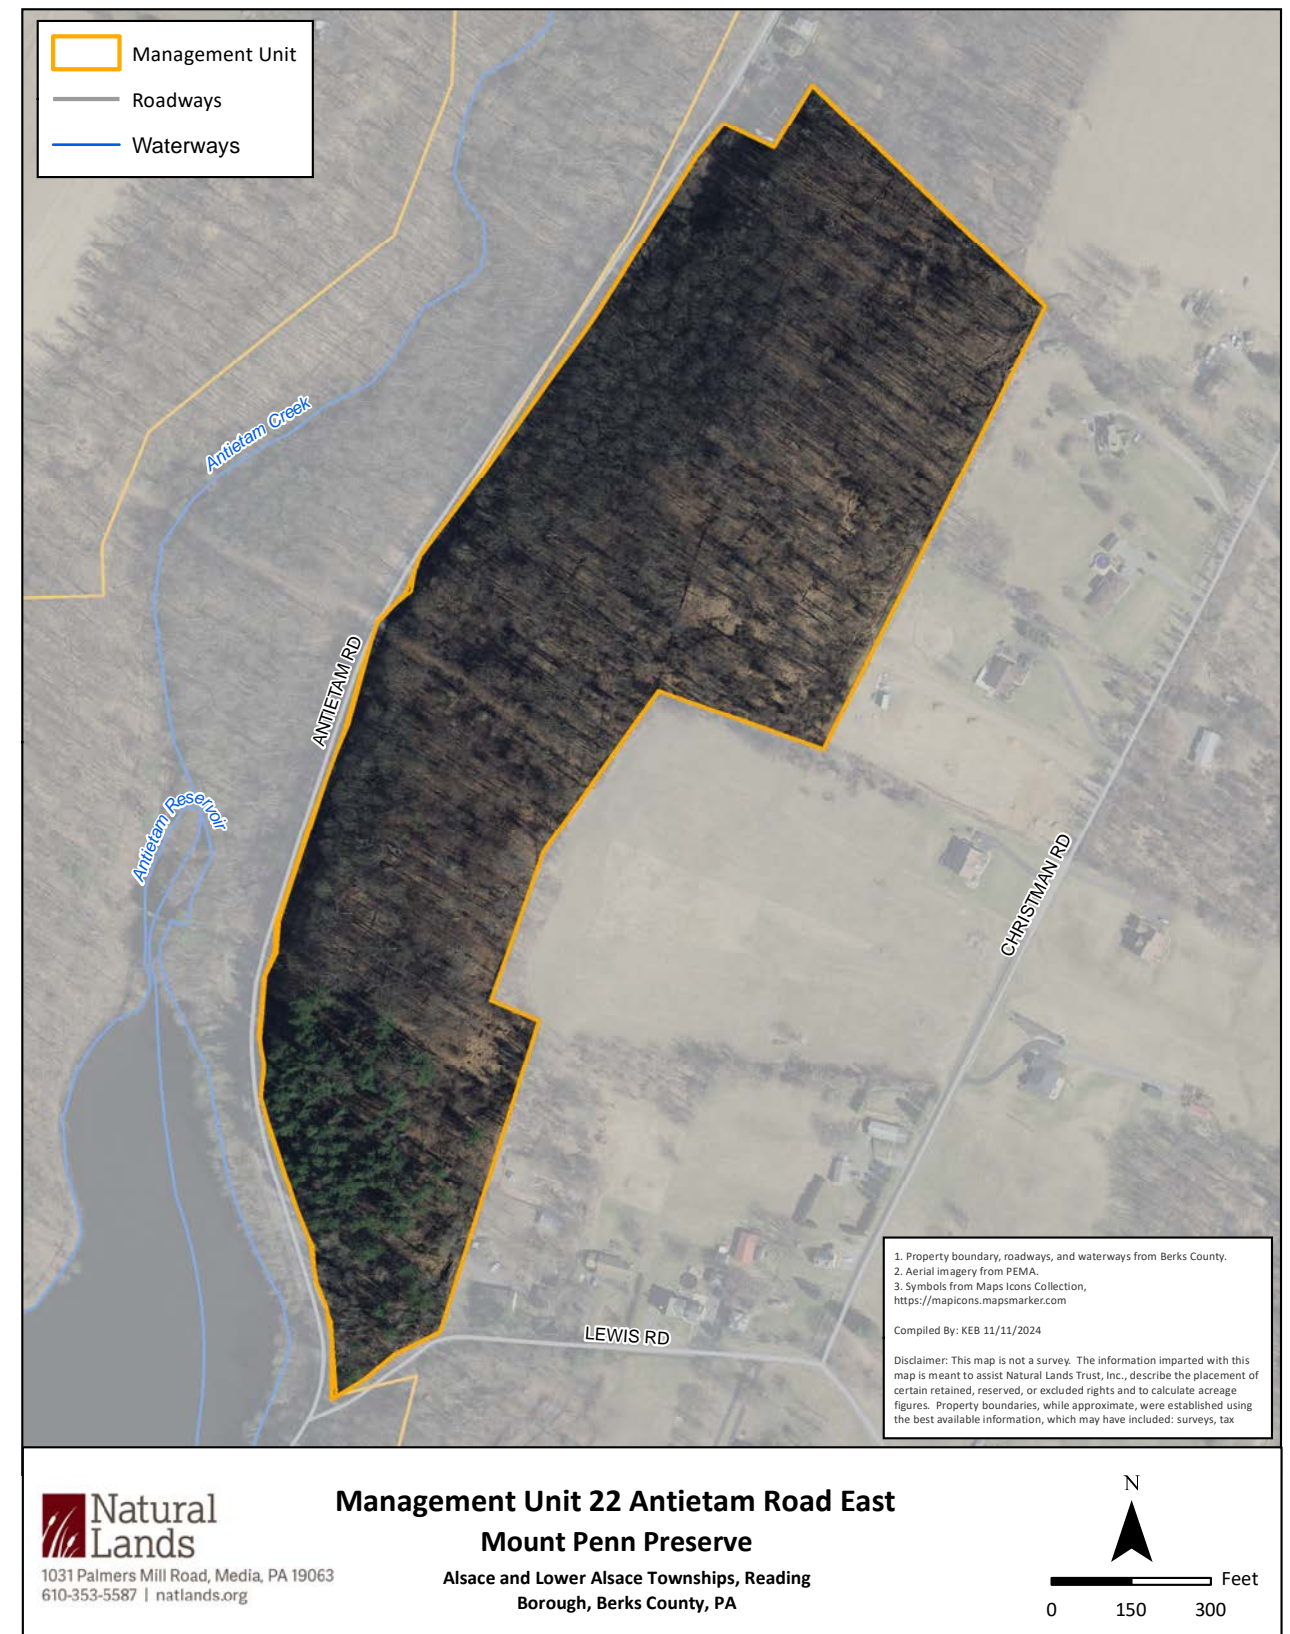 Management Unit
Roadways
Waterways
Antietam Creek
ANTIETAM RD
Antietam Reservoir
CHRISTMAN RD
LEWIS RD
1. Property boundary, roadways, and waterways from Berks County.
2. Aerial imagery from PEMA.
3. Symbols from Maps Icons Collection,
https://mapicons.mapsmarker.com
Compiled By: KEB 11/11/2024
Disclaimer: This map is not a survey. The information imparted with this
map is meant to assist Natural Lands Trust, Inc., describe the placement of
certain retained, reserved, or excluded rights and to calculate acreage
figures. Property boundaries, while approximate, were established using
the best available information, which may have included: surveys, tax
Natural
Lands
1031 Palmers Mill Road, Media, PA 19063
610-353-5587 | natlands.org
Management Unit 22 Antietam Road East
Mount Penn Preserve
Alsace and Lower Alsace Townships, Reading
Borough, Berks County, PA
N
Feet
0 150 300